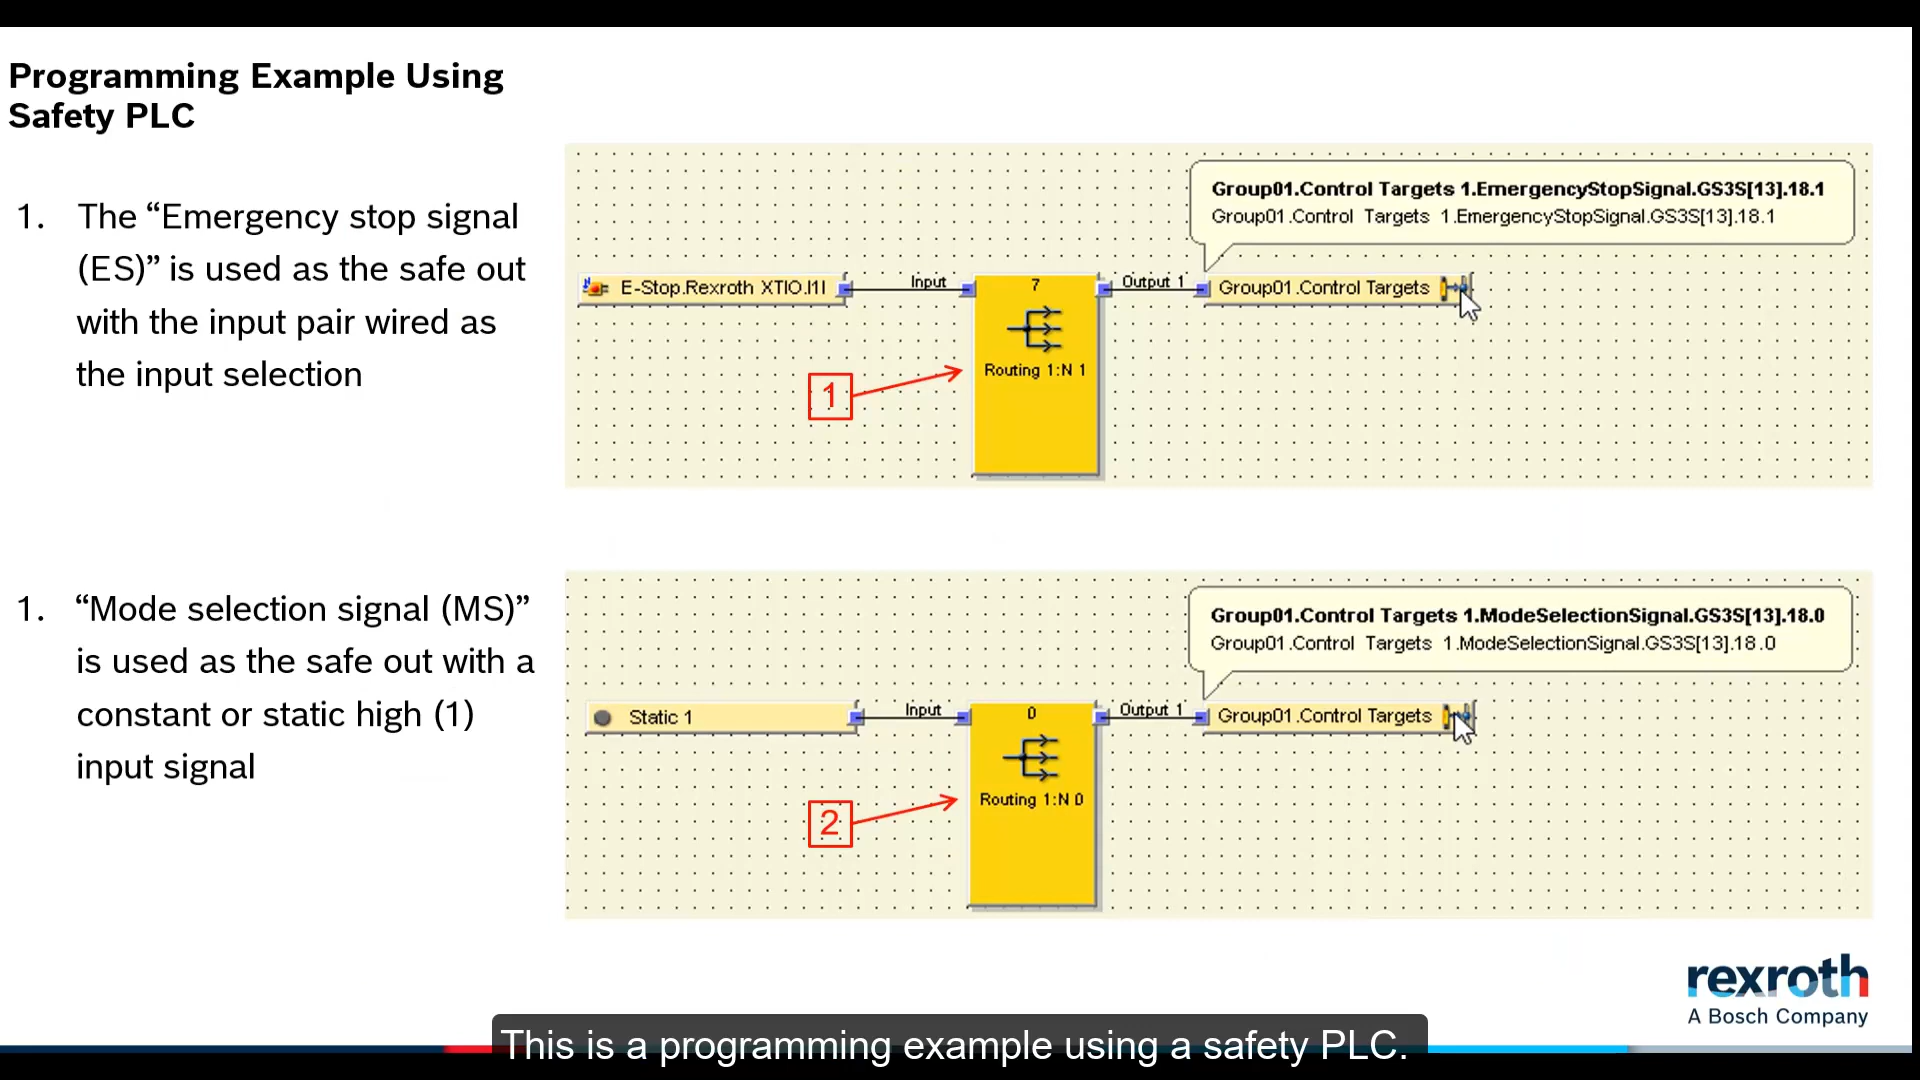 Programming Example Using
Safety PLC
1. The “Emergency stop signal
(ES)” is used as the safe out
with the input pair wired as
the input selection
Group01.Control Targets 1.EmergencyStopSignal.GS3S[13].18.1
Group01.Control Targets 1.EmergencyStopSignal.GS3S[13].18.1
E-Stop.Rexroth XTIO.I1I
Input
7
Output 1
Group01.Control Targets
Routing 1:N 1
1
1. “Mode selection signal (MS)”
is used as the safe out with a
constant or static high (1)
input signal
Group01.Control Targets 1.ModeSelectionSignal.GS3S[13].18.0
Group01.Control Targets 1.ModeSelectionSignal.GS3S[13].18.0
Static 1
Input
0
Output 1
Group01.Control Targets
Routing 1:N 0
2
rexroth
A Bosch Company
This is a programming example using a safety PLC.